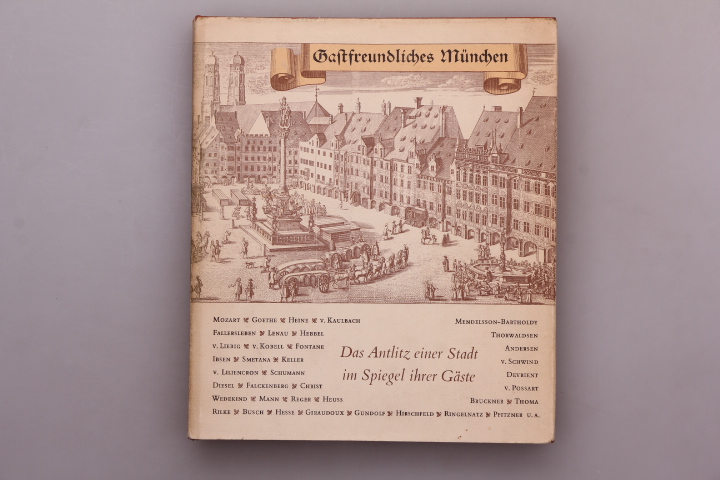 Gastfreundliches München
Mozart ❦ Goethe ❦ Heine ❦ v. Kaulbach
Fallersleben ❦ Lenau ❦ Hebbel
v. Liebig ❦ v. Kobell ❦ Fontane
Ibsen ❦ Smetana ❦ Keller
v. Liliencron ❦ Schumann
Diesel ❦ Falckenberg ❦ Christ
Wedekind ❦ Mann ❦ Reger ❦ Heuss
Mendelsson-Bartholdy
Thorwaldsen
Andersen
v. Schwind
Devrient
v. Possart
Bruckner ❦ Thoma
Rilke ❦ Busch ❦ Hesse ❦ Giraudoux ❦ Gundolf ❦ Hirschfeld ❦ Ringelnatz ❦ Pfitzner u.a.
Das Antlitz einer Stadt
im Spiegel ihrer Gäste